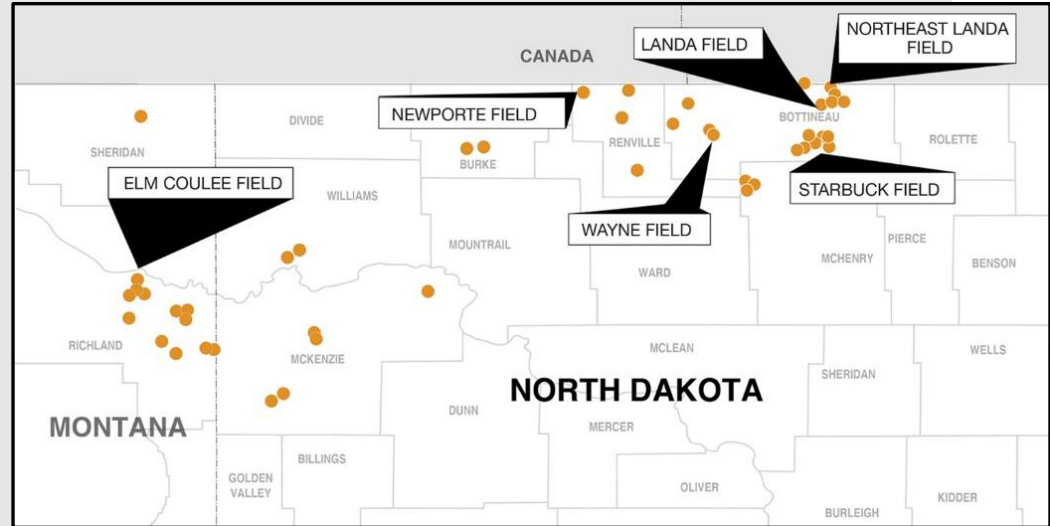 CANADA
LANDA FIELD
NORTHEAST LANDA
FIELD
NEWPORTE FIELD
DIVIDE
BOTTINEAU
SHERIDAN
BURKE
RENVILLE
ROLETTE
ELM COULEE FIELD
WILLIAMS
STARBUCK FIELD
WAYNE FIELD
MOUNTRAIL
PIERCE
WARD
MCHENRY
BENSON
RICHLAND
MCKENZIE
MCLEAN
WELLS
SHERIDAN
NORTH DAKOTA
MONTANA
DUNN
MERCER
BILLINGS
GOLDEN
VALLEY
OLIVER
KIDDER
BURLEIGH